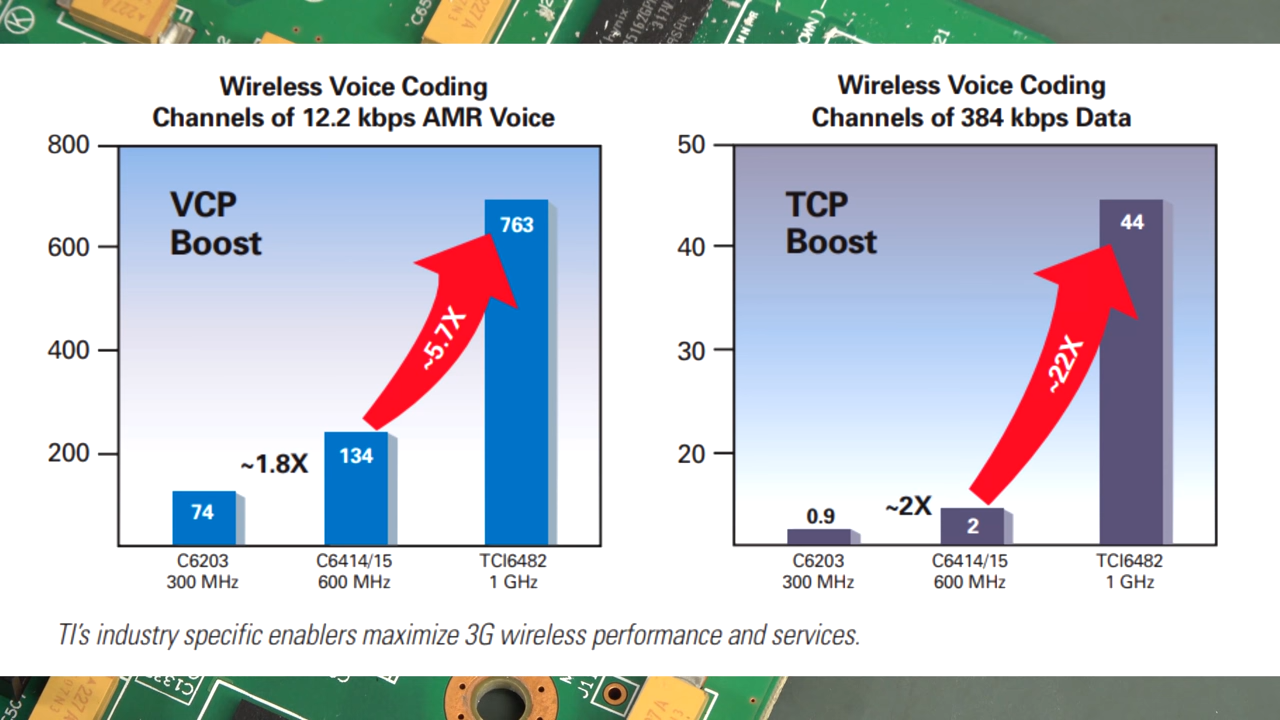 Wireless Voice Coding
Channels of 12.2 kbps AMR Voice
800
600
400
200
VCP
Boost
74
~1.8X
134
~5.7X
763
C6203
300 MHz
C6414/15
600 MHz
TCI6482
1 GHz
Wireless Voice Coding
Channels of 384 kbps Data
50
40
30
20
TCP
Boost
0.9
~2X
2
~22X
44
C6203
300 MHz
C6414/15
600 MHz
TCI6482
1 GHz
TI's industry specific enablers maximize 3G wireless performance and services.